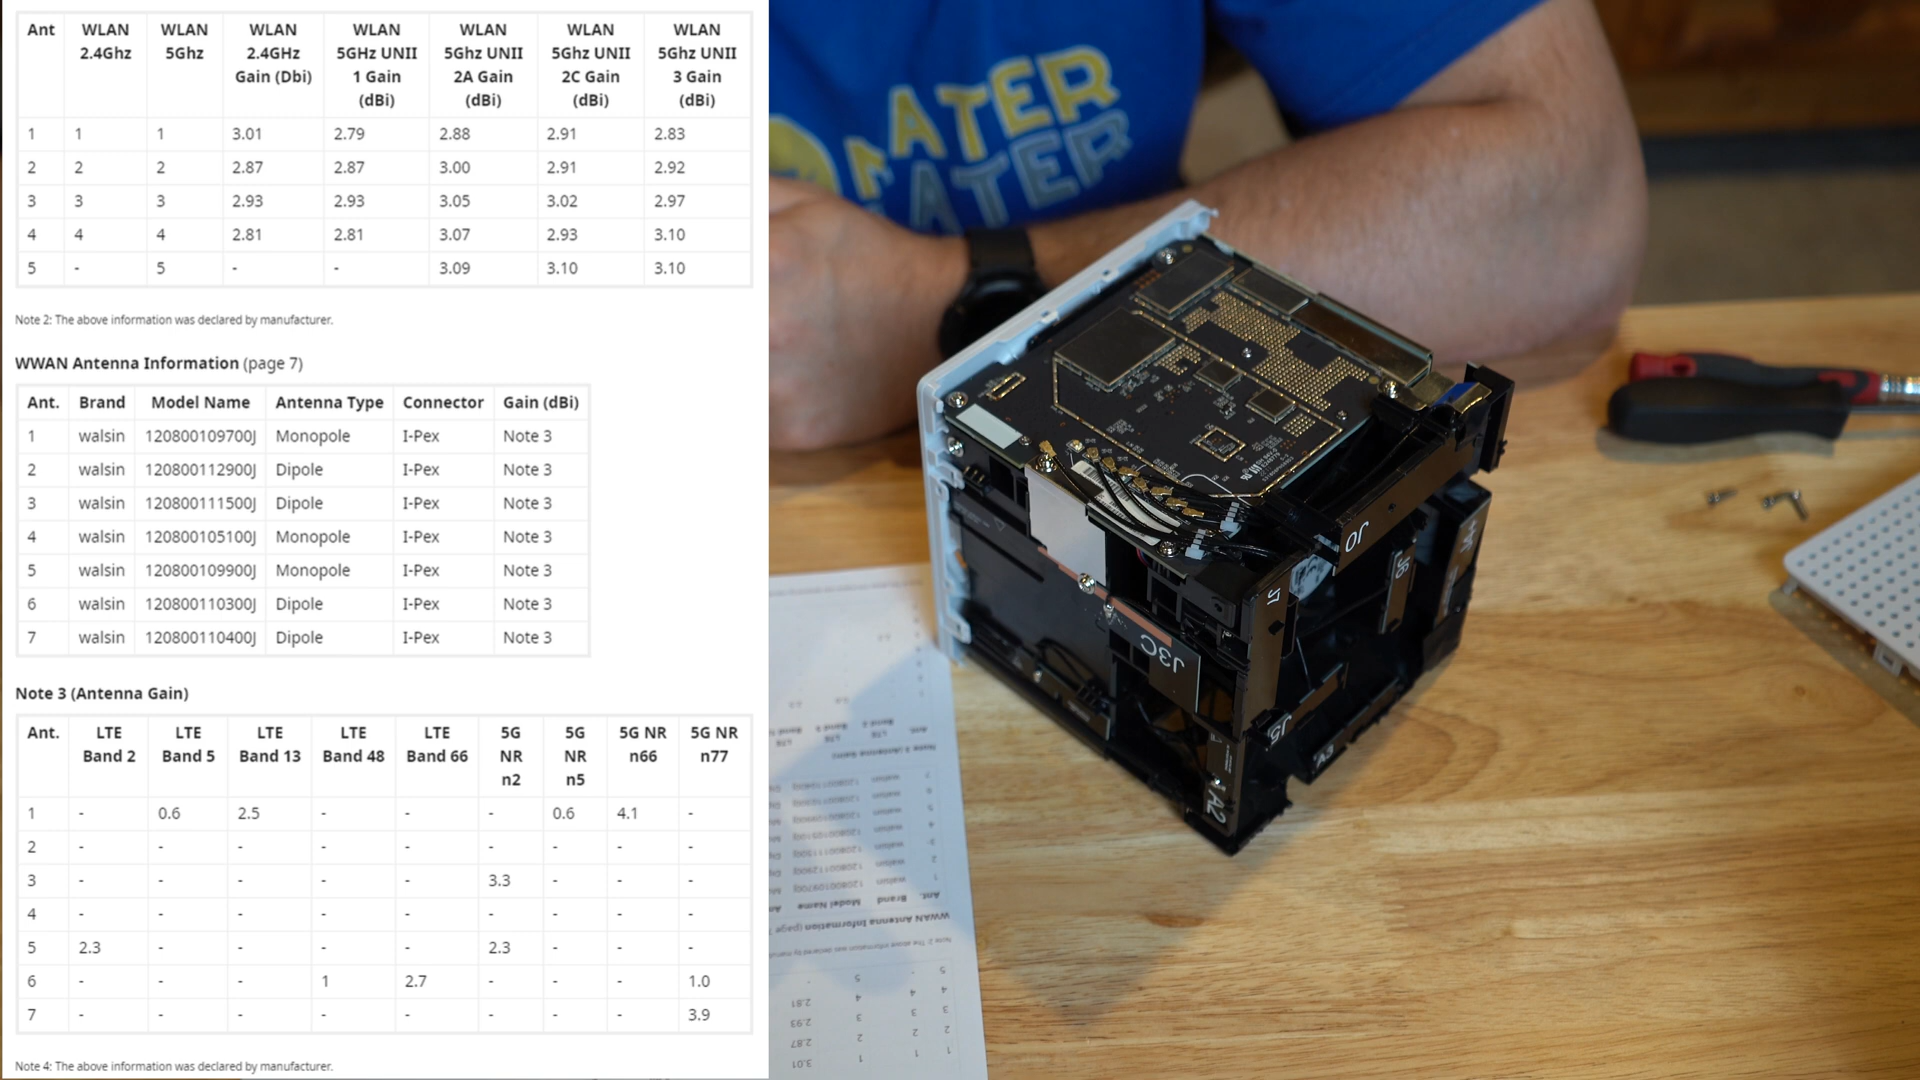 Ant WLAN 2.4Ghz WLAN 5Ghz WLAN 2.4GHz Gain (Dbi) WLAN 5GHz UNII 1 Gain (dBi) WLAN 5Ghz UNII 2A Gain (dBi) WLAN 5Ghz UNII 2C Gain (dBi) WLAN 5Ghz UNII 3 Gain (dBi)
1 1 1 3.01 2.79 2.88 2.91 2.83
2 2 2 2.87 2.87 3.00 2.91 2.92
3 3 3 2.93 2.93 3.05 3.02 2.97
4 4 4 2.81 2.81 3.07 2.93 3.10
5 - 5 - - 3.09 3.10 3.10
Note 2: The above information was declared by manufacturer.
WWAN Antenna Information (page 7)
Ant. Brand Model Name Antenna Type Connector Gain (dBi)
1 walsin 120800109700J Monopole I-Pex Note 3
2 walsin 120800112900J Dipole I-Pex Note 3
3 walsin 120800111500J Dipole I-Pex Note 3
4 walsin 120800105100J Monopole I-Pex Note 3
5 walsin 120800109900J Monopole I-Pex Note 3
6 walsin 120800110300J Dipole I-Pex Note 3
7 walsin 120800110400J Dipole I-Pex Note 3
Note 3 (Antenna Gain)
Ant. LTE Band 2 LTE Band 5 LTE Band 13 LTE Band 48 LTE Band 66 5G NR n2 5G NR n5 5G NR n66 5G NR n77
1 - 0.6 2.5 - - - 0.6 4.1 -
2 - - - - - - - - -
3 - - - - - 3.3 - - -
4 - - - - - - - - -
5 2.3 - - - - 2.3 - - -
6 - - - 1 2.7 - - - 1.0
7 - - - - - - - - 3.9
Note 4: The above information was declared by manufacturer.
J0
J6
J7
J3C
J5
A3
A2